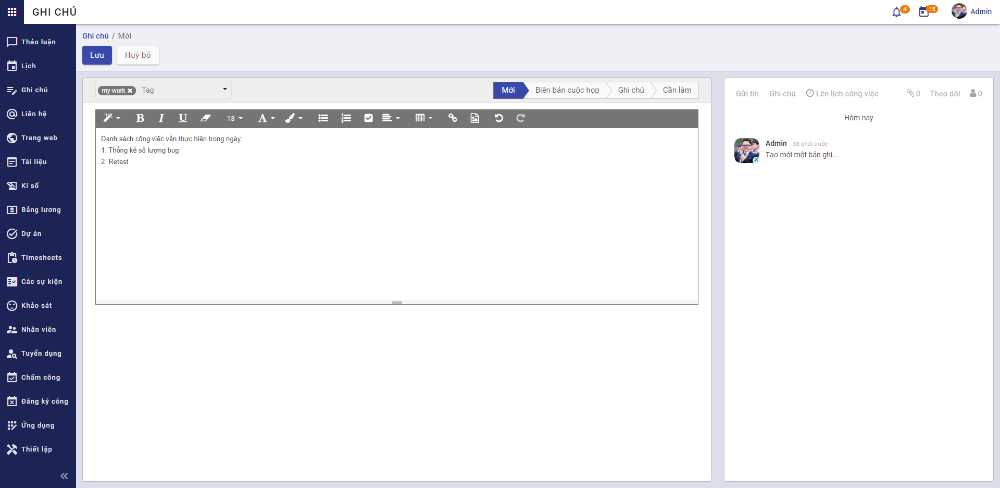 GHI CHÚ
4
15
Admin
Thảo luận
Lịch
Ghi chú
Liên hệ
Trang web
Tài liệu
Kí số
Bảng lương
Dự án
Timesheets
Các sự kiện
Khảo sát
Nhân viên
Tuyển dụng
Chấm công
Đăng ký công
Ứng dụng
Thiết lập
Ghi chú / Mới
Lưu
Huỷ bỏ
my-work
Tag
Mới
Biên bản cuộc họp
Ghi chú
Cần làm
B I U 13 A
Danh sách công việc vần thực hiện trong ngày:
1. Thống kê số lượng bug
2. Retest
Gửi tin
Ghi chú
Lên lịch công việc
0
Theo dõi
0
Hôm nay
Admin - 38 phút trước
Tạo mới một bản ghi...